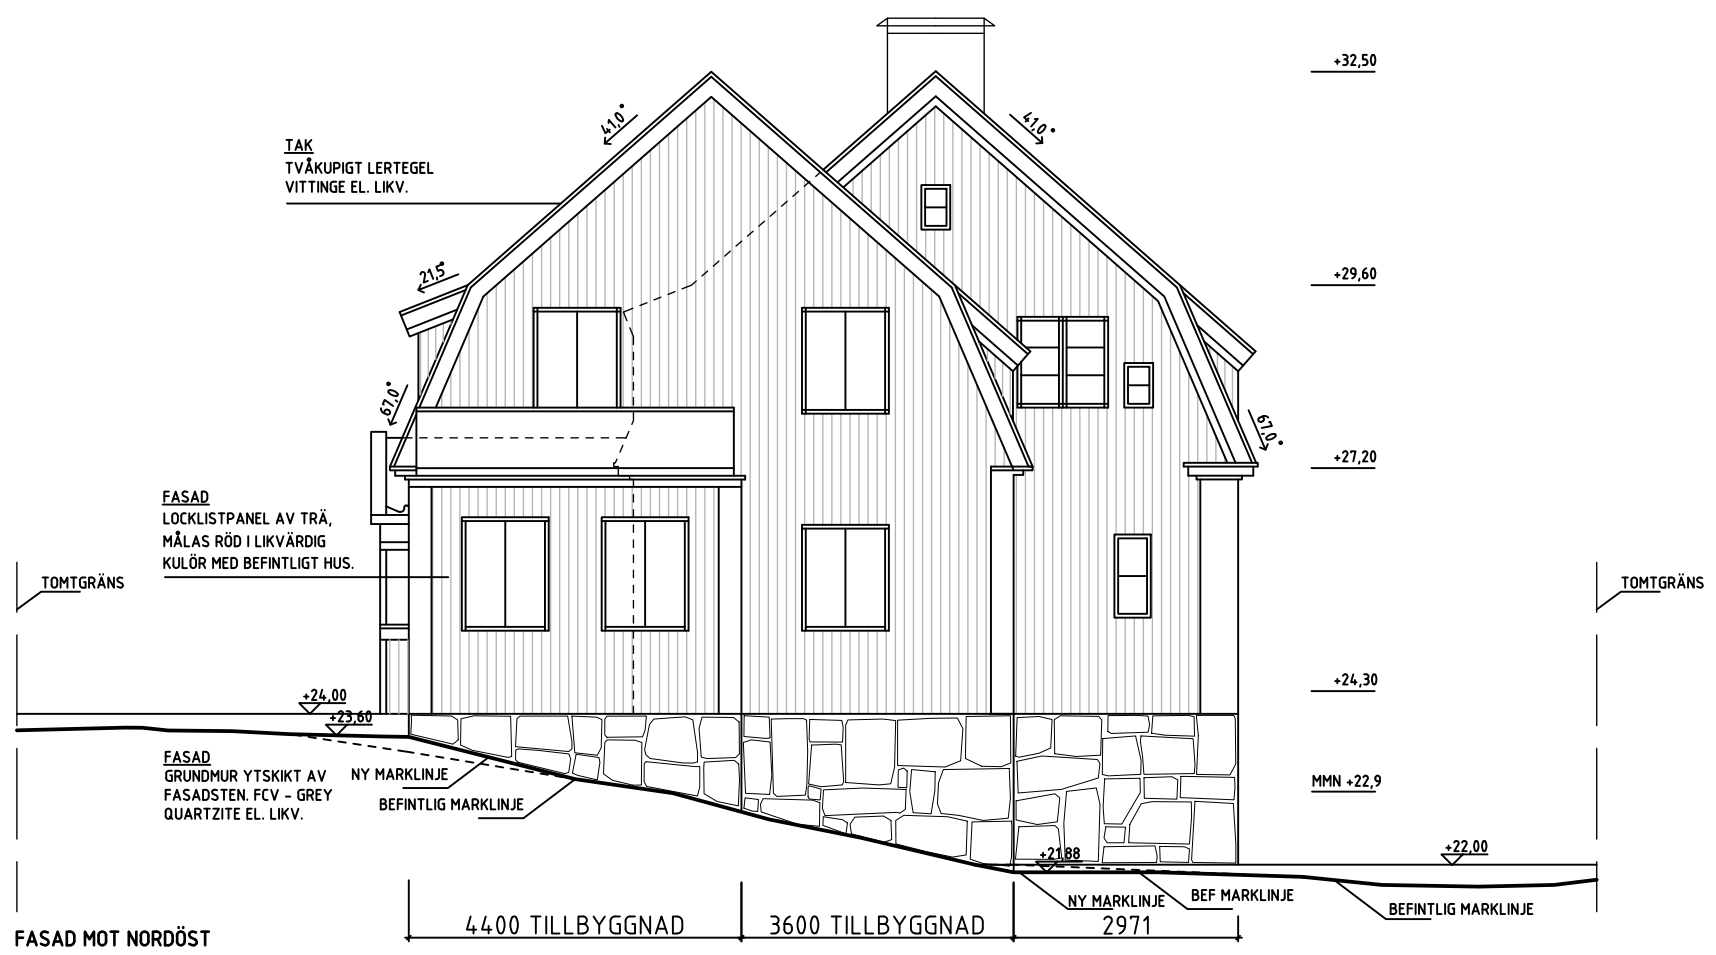 +32,50
41,0°
41,0°
TAK
TVÅKUPIGT LERTEGEL
VITTINGE EL. LIKV.
21,5°
+29,60
67,0°
67,0°
+27,20
FASAD
LOCKLISTPANEL AV TRÄ,
MÅLAS RÖD I LIKVÄRDIG
KULÖR MED BEFINTLIGT HUS.
TOMTGRÄNS
TOMTGRÄNS
+24,30
+24,00
+23,60
FASAD
GRUNDMUR YTSKIKT AV
FASADSTEN. FCV - GREY
QUARTZITE EL. LIKV.
NY MARKLINJE
BEFINTLIG MARKLINJE
MMN +22,9
+21,88
+22,00
NY MARKLINJE
BEF MARKLINJE
BEFINTLIG MARKLINJE
4400 TILLBYGGNAD
3600 TILLBYGGNAD
2971
FASAD MOT NORDÖST